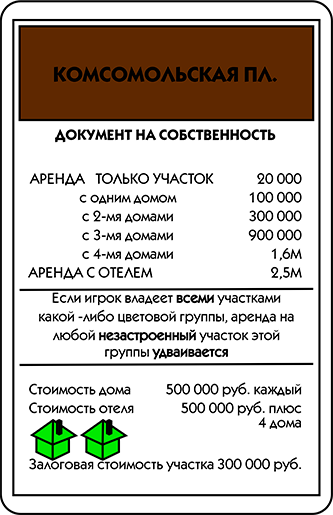 КОМСОМОЛЬСКАЯ ПЛ.
ДОКУМЕНТ НА СОБСТВЕННОСТЬ
АРЕНДА ТОЛЬКО УЧАСТОК 20 000
с одним домом 100 000
с 2-мя домами 300 000
с 3-мя домами 900 000
с 4-мя домами 1,6М
АРЕНДА С ОТЕЛЕМ 2,5М
Если игрок владеет всеми участками
какой -либо цветовой группы, аренда на
любой незастроенный участок этой
группы удваивается
Стоимость дома 500 000 руб. каждый
Стоимость отеля 500 000 руб. плюс
4 дома
Залоговая стоимость участка 300 000 руб.